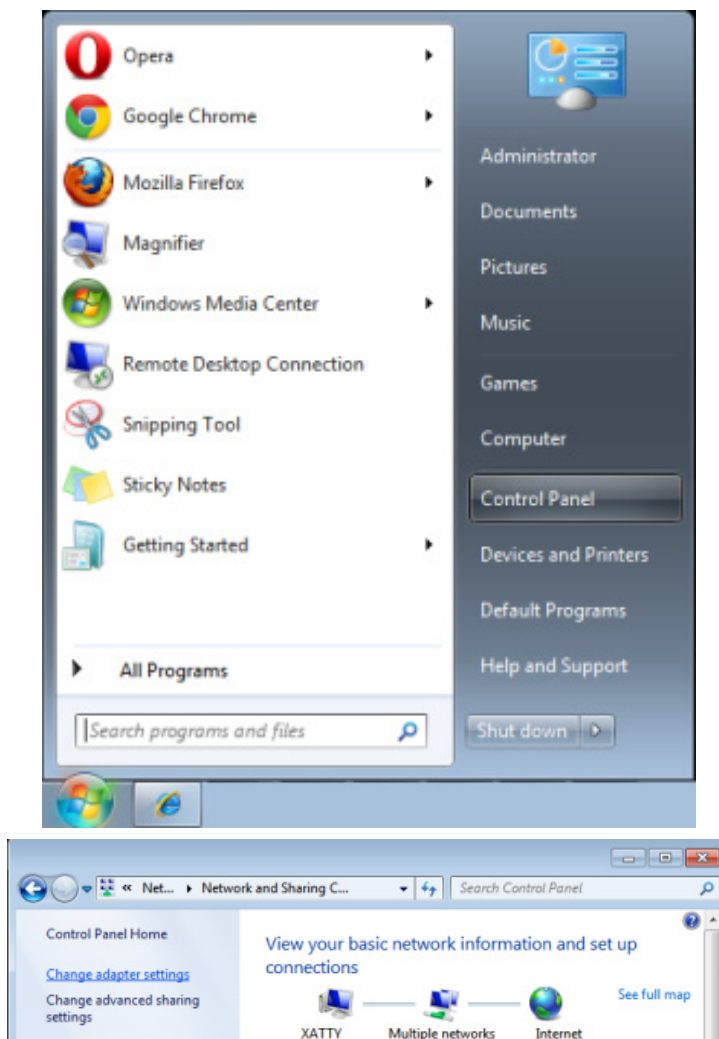 Opera
Google Chrome
Mozilla Firefox
Magnifier
Windows Media Center
Remote Desktop Connection
Snipping Tool
Sticky Notes
Getting Started
All Programs
Search programs and files
Administrator
Documents
Pictures
Music
Games
Computer
Control Panel
Devices and Printers
Default Programs
Help and Support
Shut down
« Net... Network and Sharing C...
Search Control Panel
Control Panel Home
Change adapter settings
Change advanced sharing
settings
View your basic network information and set up
connections
See full map
XATTY Multiple networks Internet